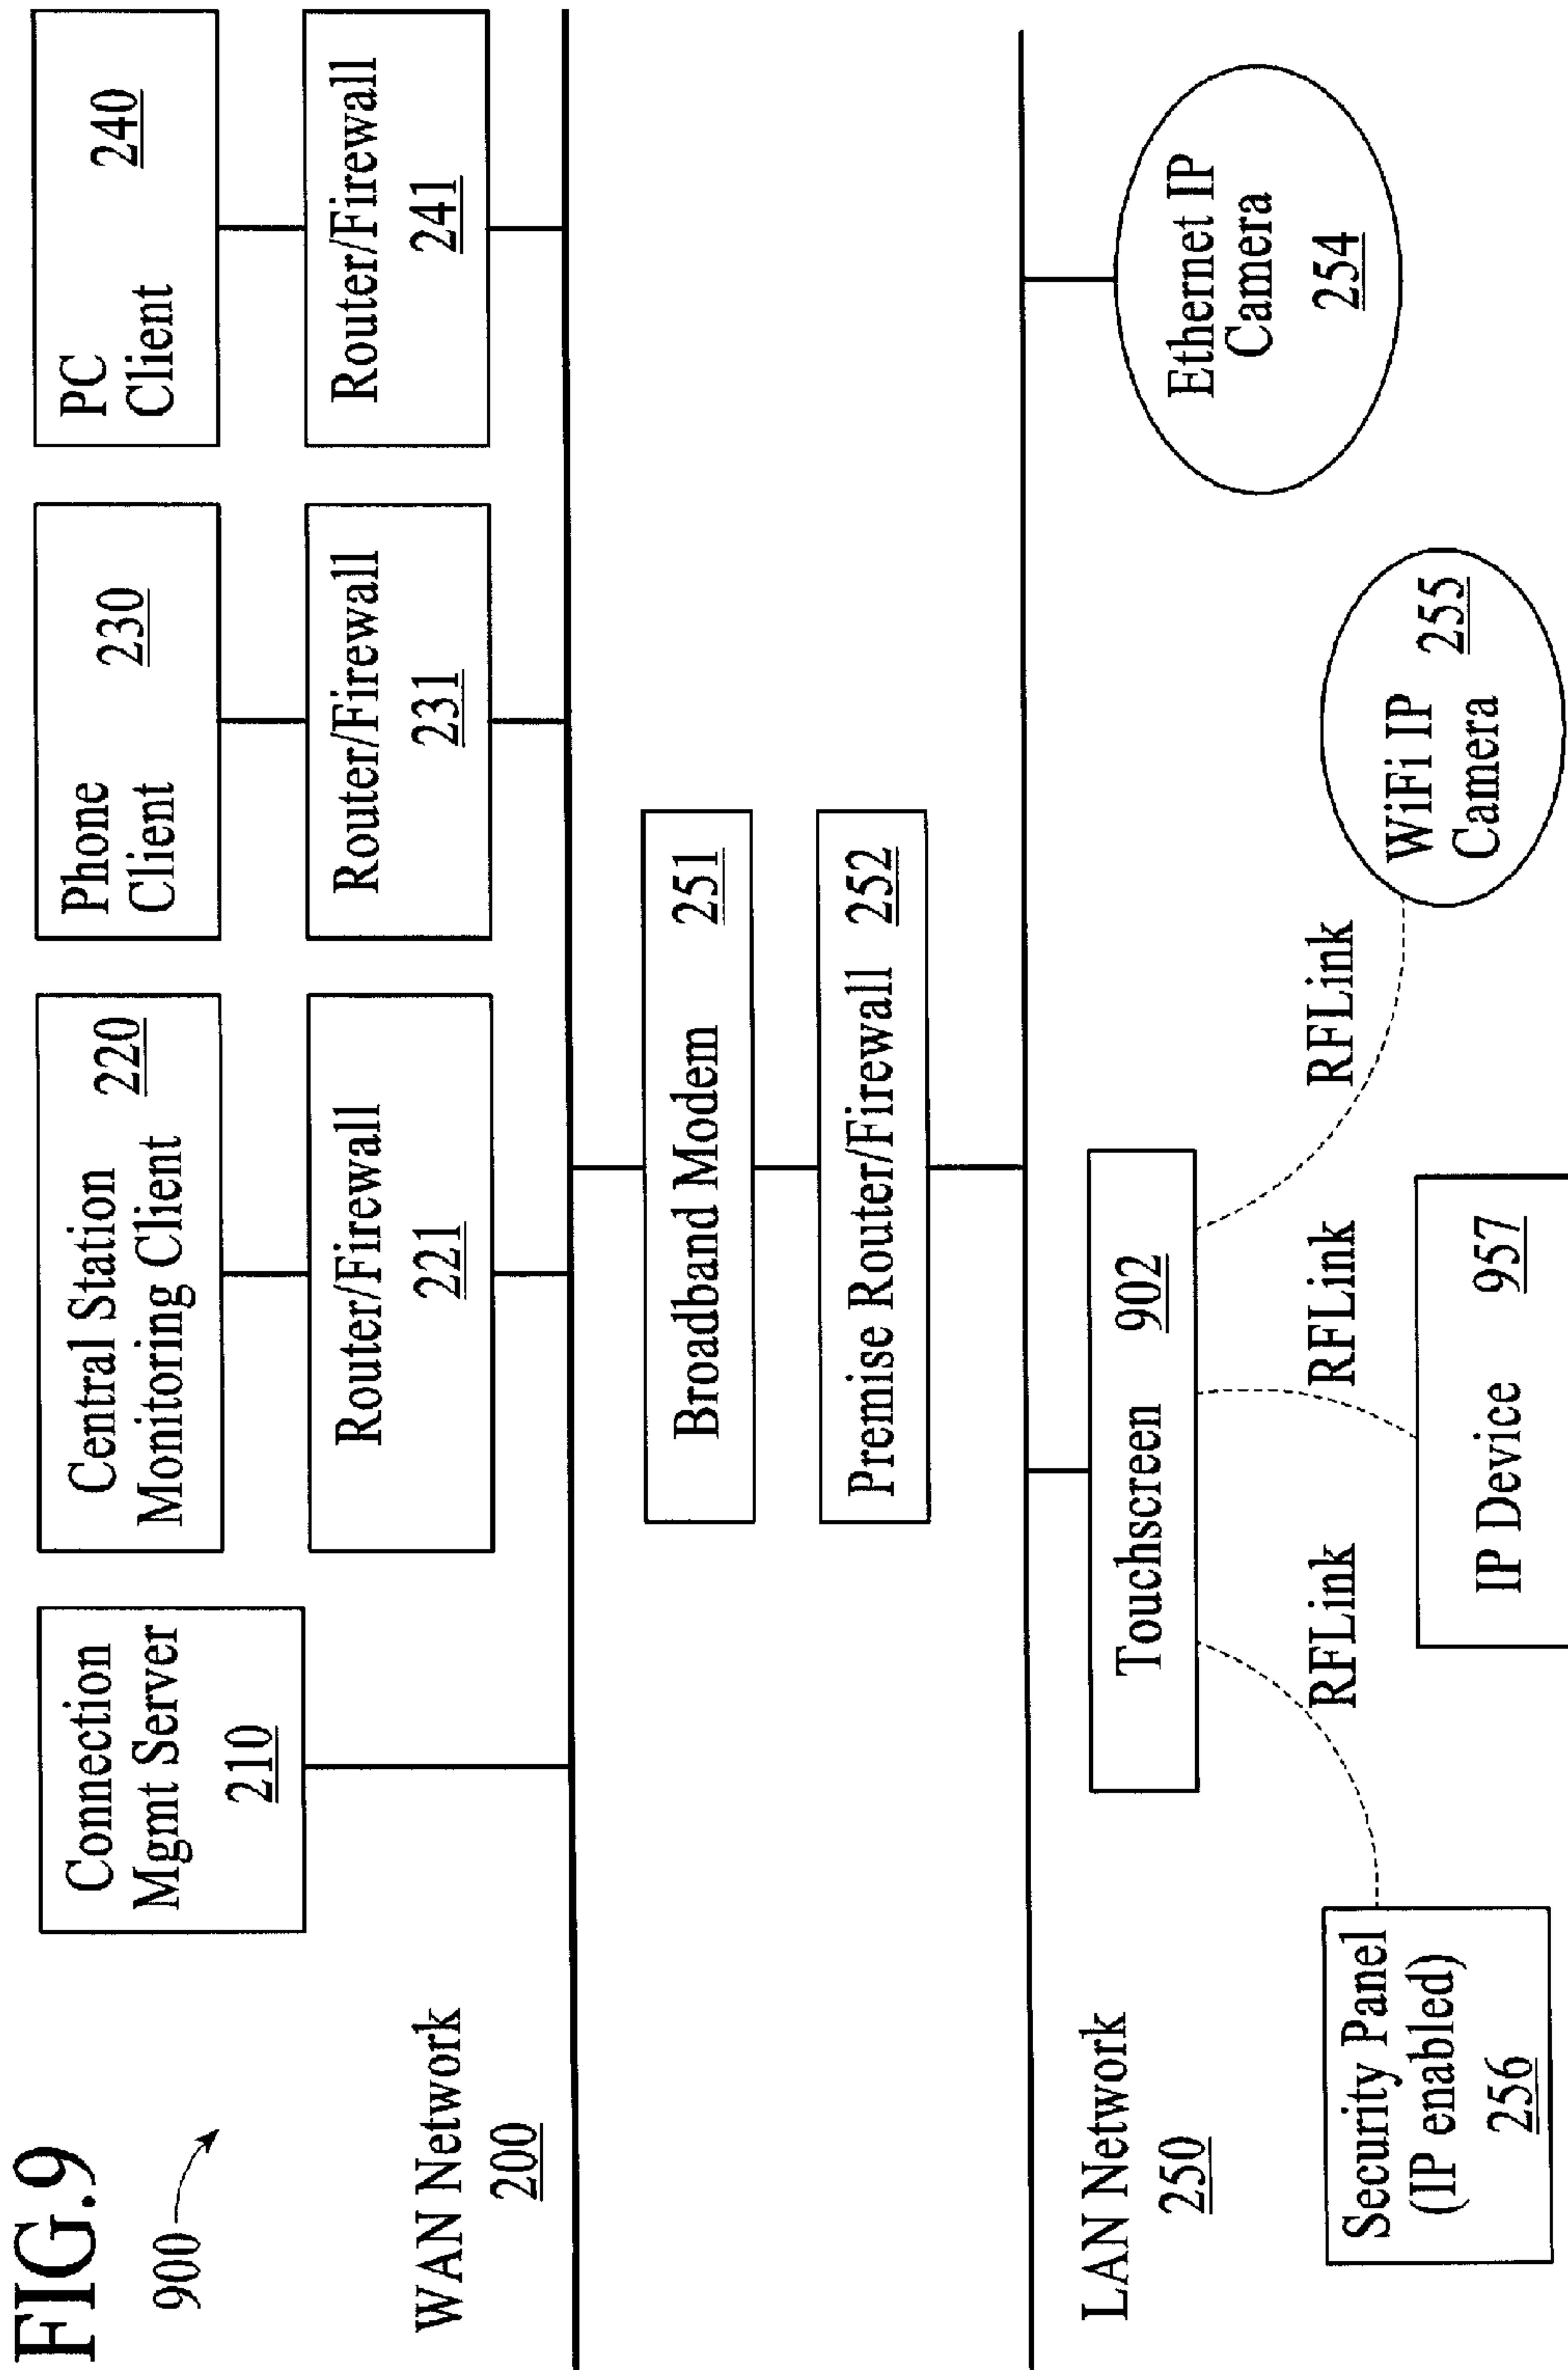 FIG.9
900
Connection
Mgmt Server
210
Central Station
Monitoring Client 220
Phone
Client 230
PC
Client 240
Router/Firewall
221
Router/Firewall
231
Router/Firewall
241
WAN Network
200
Broadband Modem 251
Premise Router/Firewall 252
LAN Network
250
Touchscreen 902
Ethernet IP
Camera
254
RFLink
RFLink
RFLink
Security Panel
(IP enabled)
256
IP Device 957
WiFi IP
Camera 255